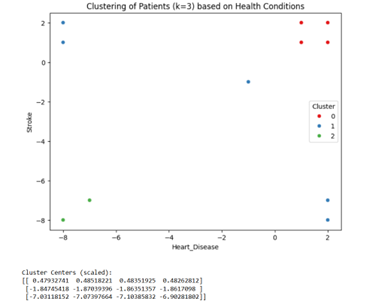 Clustering of Patients (k=3) based on Health Conditions
2
0
−2
−4
−6
−8
Stroke
Cluster
0
1
2
−8 −6 −4 −2 0 2
Heart_Disease
Cluster Centers (scaled):
[[ 0.47932741 0.48518221 0.48351925 0.48262812]
[-1.84745418 -1.87039396 -1.86351357 -1.8617098 ]
[-7.03118152 -7.07397664 -7.10385832 -6.90281802]]